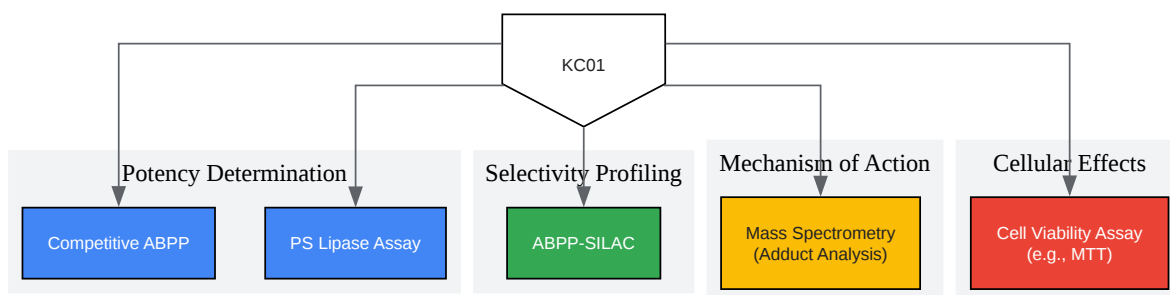 KC01
Potency Determination
Selectivity Profiling
Mechanism of Action
Cellular Effects
Competitive ABPP
PS Lipase Assay
ABPP-SILAC
Mass Spectrometry
(Adduct Analysis)
Cell Viability Assay
(e.g., MTT)